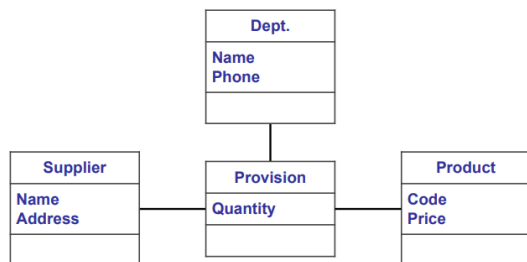 Dept.
Name
Phone
Supplier
Name
Address
Provision
Quantity
Product
Code
Price